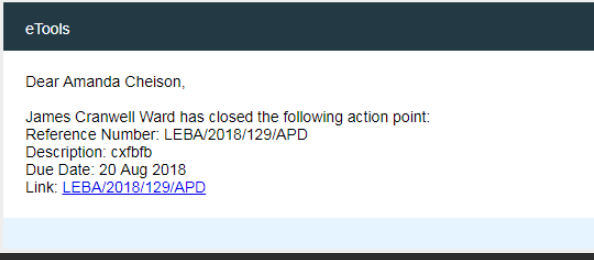 eTools
Dear Amanda Cheison,
James Cranwell Ward has closed the following action point:
Reference Number: LEBA/2018/129/APD
Description: cxfbfb
Due Date: 20 Aug 2018
Link: LEBA/2018/129/APD